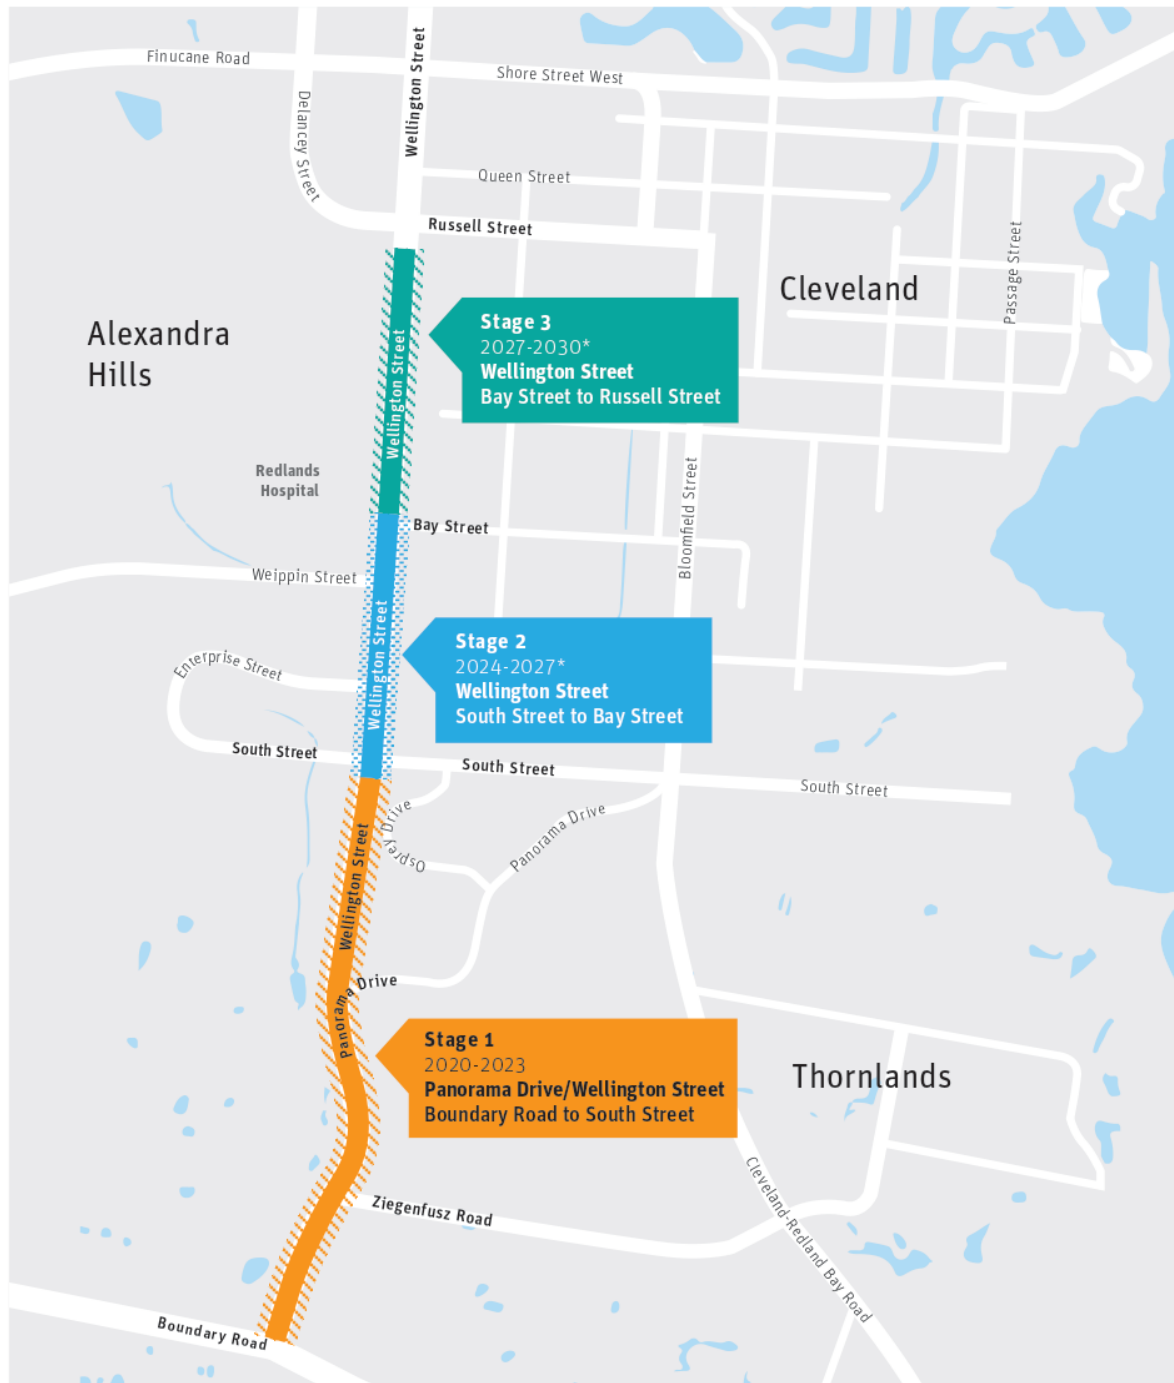 Finucane Road
Wellington Street
Shore Street West
Delancey Street
Queen Street
Russell Street
Passage Street
Cleveland
Alexandra
Hills
Stage 3
2027-2030*
Wellington Street
Bay Street to Russell Street
Wellington Street
Redlands
Hospital
Bloomfield Street
Bay Street
Weippin Street
Wellington Street
Stage 2
2024-2027*
Wellington Street
South Street to Bay Street
Enterprise Street
South Street
South Street
South Street
Osprey Drive
Panorama Drive
Wellington Street
Panorama Drive
Stage 1
2020-2023
Panorama Drive/Wellington Street
Boundary Road to South Street
Thornlands
Ziegenfusz Road
Cleveland-Redland Bay Road
Boundary Road